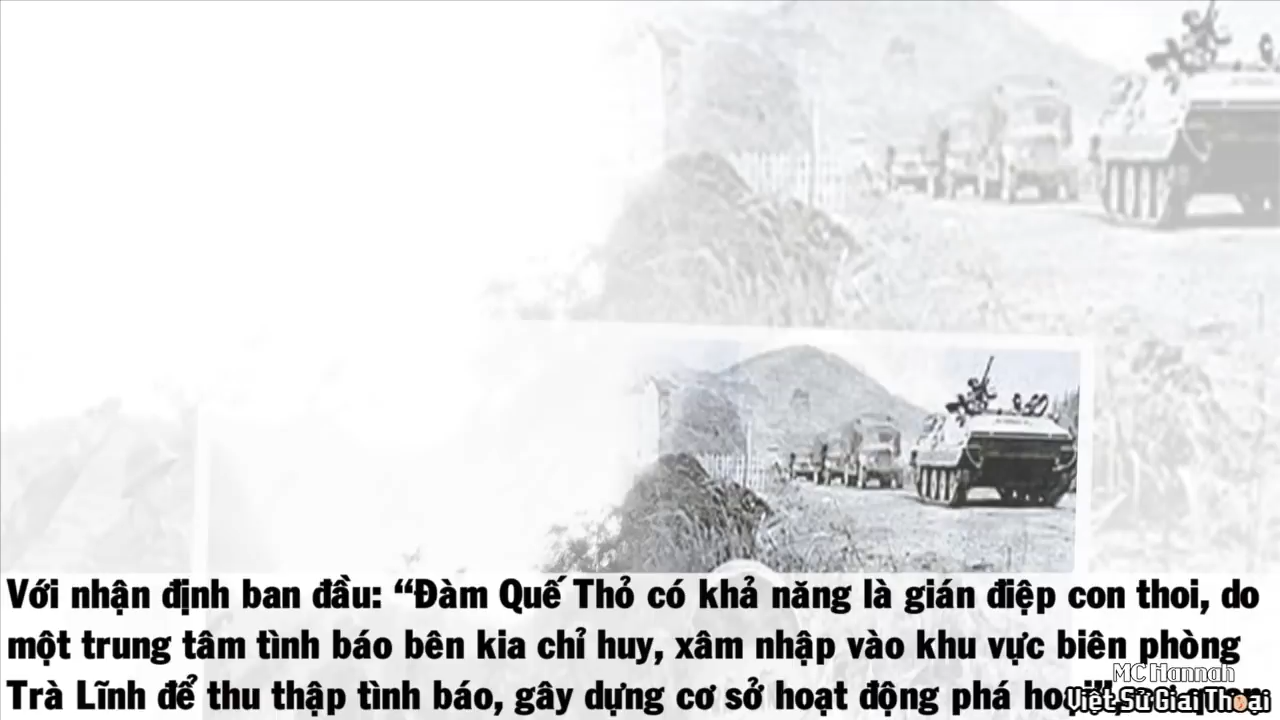 Với nhận định ban đầu: “Đàm Quế Thỏ có khả năng là gián điệp con thoi, do
một trung tâm tình báo bên kia chỉ huy, xâm nhập vào khu vực biên phòng
Trà Lĩnh để thu thập tình báo, gây dựng cơ sở hoạt động phá
MC Hannah
Việt Sử Giai Thoại